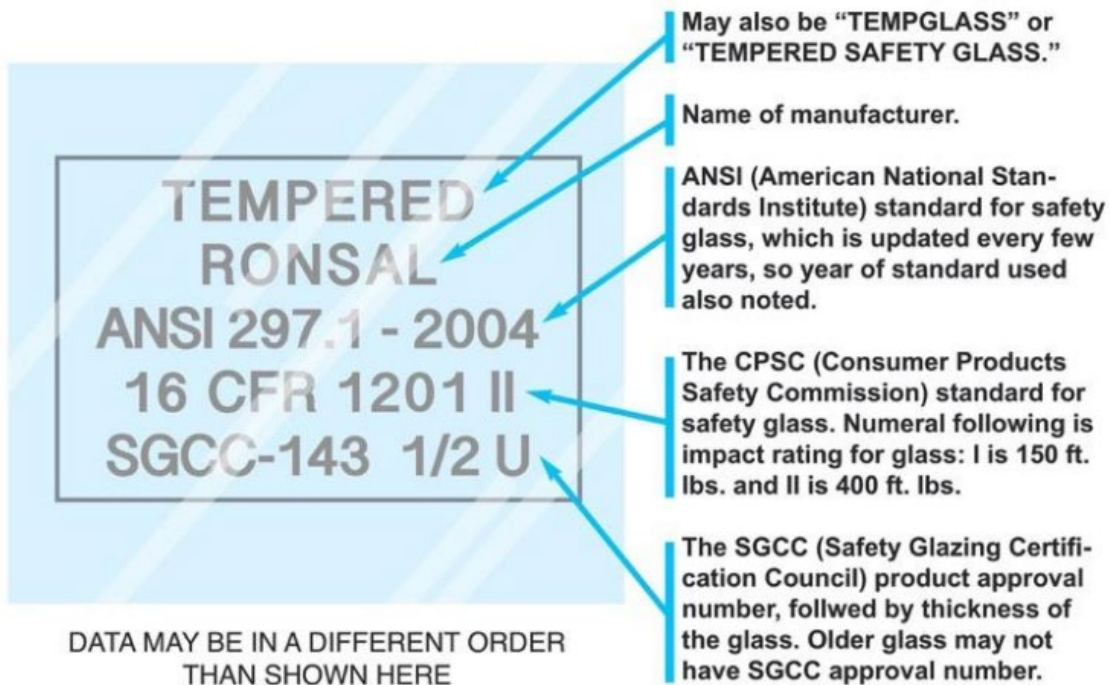 May also be “TEMPGLASS” or
“TEMPERED SAFETY GLASS.”
Name of manufacturer.
ANSI (American National Stan-
dards Institute) standard for safety
glass, which is updated every few
years, so year of standard used
also noted.
The CPSC (Consumer Products
Safety Commission) standard for
safety glass. Numeral following is
impact rating for glass: I is 150 ft.
lbs. and II is 400 ft. lbs.
The SGCC (Safety Glazing Certifi-
cation Council) product approval
number, follwed by thickness of
the glass. Older glass may not
have SGCC approval number.
TEMPERED
RONSAL
ANSI 297.1 - 2004
16 CFR 1201 II
SGCC-143 1/2 U
DATA MAY BE IN A DIFFERENT ORDER
THAN SHOWN HERE